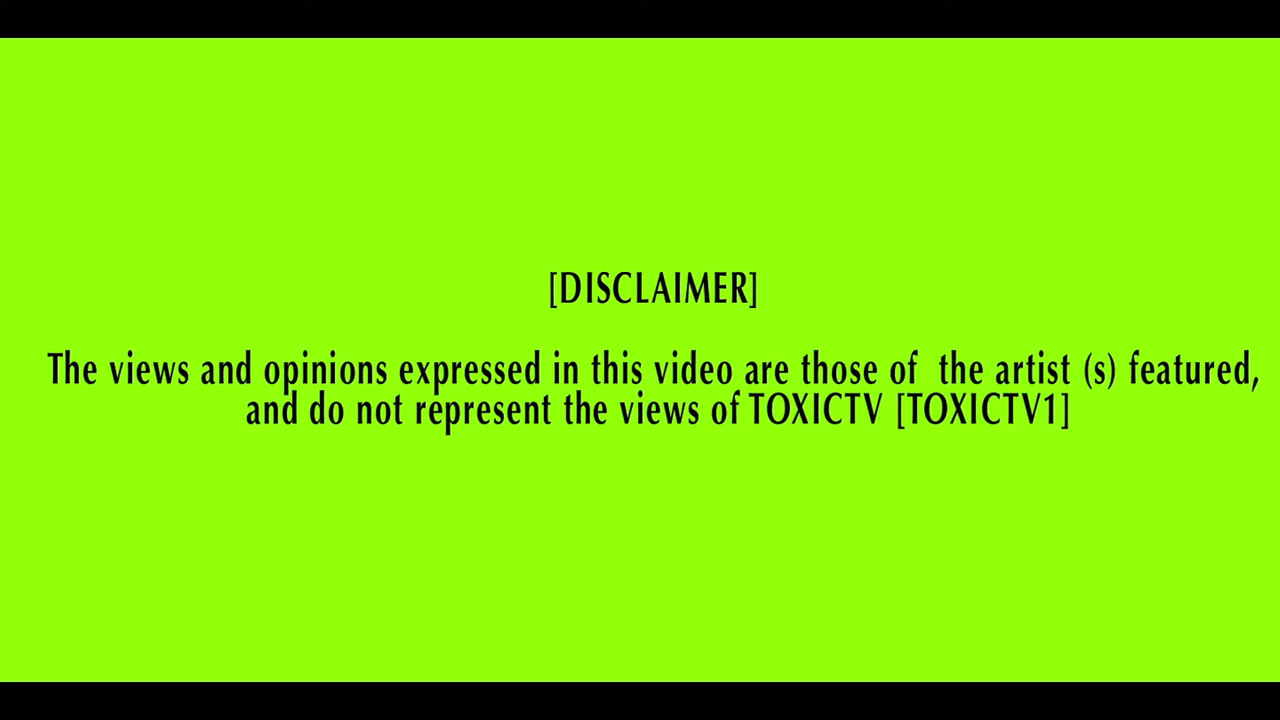 [DISCLAIMER]
The views and opinions expressed in this video are those of  the artist (s) featured,
and do not represent the views of TOXICTV [TOXICTV1]